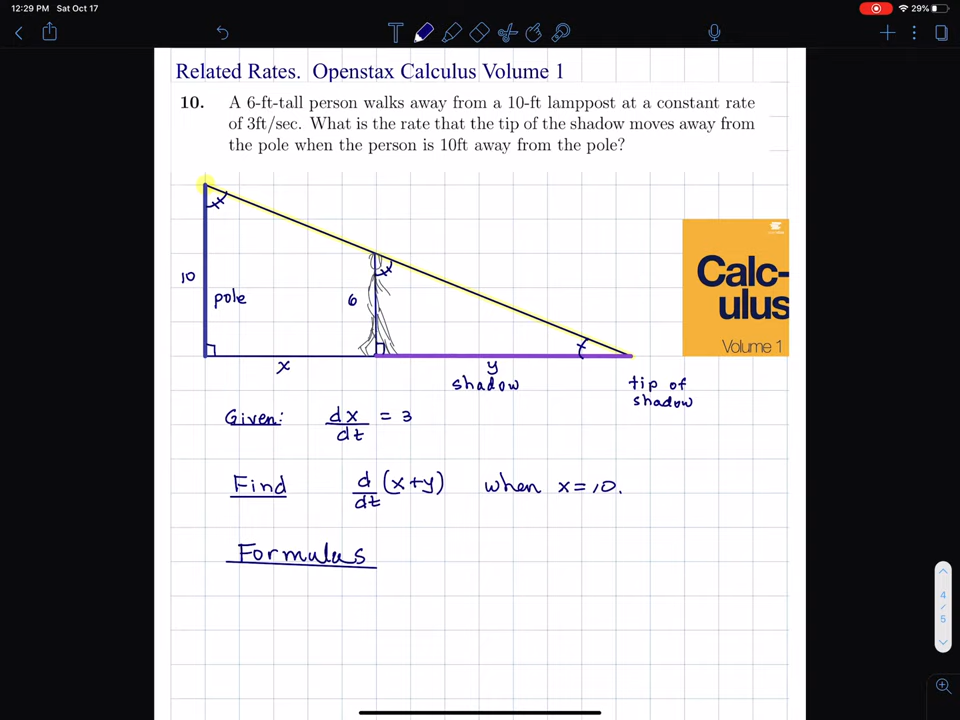 12:29 PM Sat Oct 17
29%
Related Rates. Openstax Calculus Volume 1
10. A 6-ft-tall person walks away from a 10-ft lamppost at a constant rate
of 3ft/sec. What is the rate that the tip of the shadow moves away from
the pole when the person is 10ft away from the pole?
10
pole
6
x
y
shadow
tip of
shadow
Calc-
ulus
Volume 1
Given: dx/dt = 3
Find d/dt (x+y) when x=10.
Formulas
4
/
5